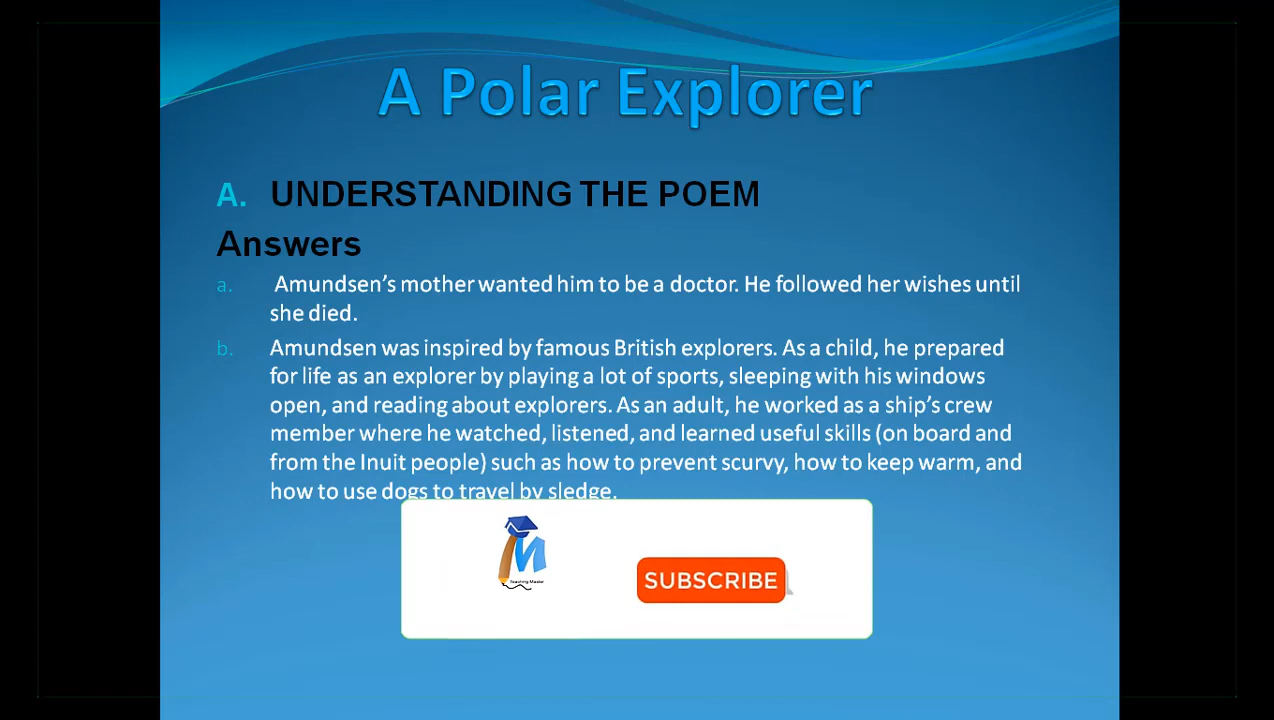 A Polar Explorer
A. UNDERSTANDING THE POEM
Answers
a. Amundsen’s mother wanted him to be a doctor. He followed her wishes until
she died.
b. Amundsen was inspired by famous British explorers. As a child, he prepared
for life as an explorer by playing a lot of sports, sleeping with his windows
open, and reading about explorers. As an adult, he worked as a ship’s crew
member where he watched, listened, and learned useful skills (on board and
from the Inuit people) such as how to prevent scurvy, how to keep warm, and
how to use dogs to travel by sledge.
Teaching Master
SUBSCRIBE